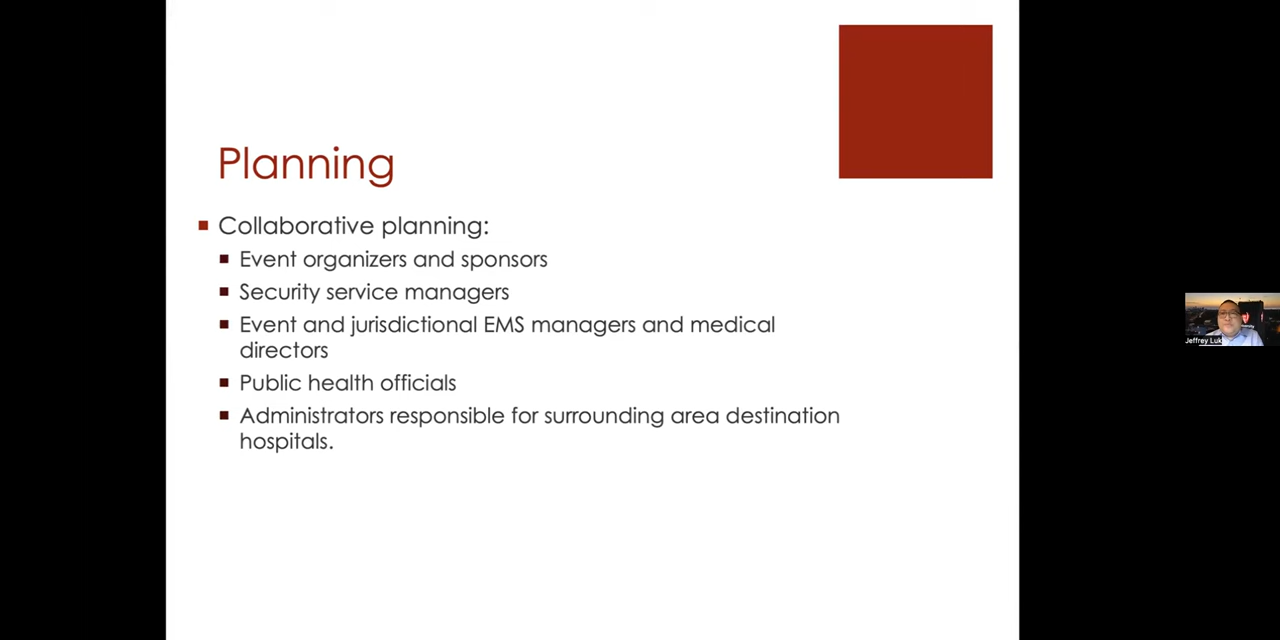 Planning
Collaborative planning:
Event organizers and sponsors
Security service managers
Event and jurisdictional EMS managers and medical
directors
Public health officials
Administrators responsible for surrounding area destination
hospitals.
Jeffrey Luk